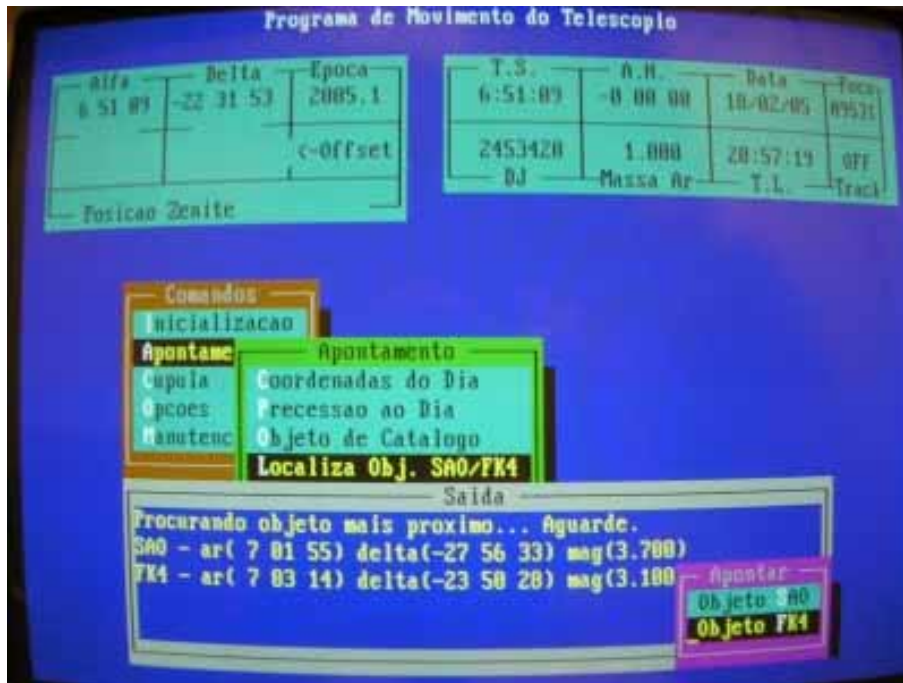 Programa de Movimento do Telescopio
Alfa Delta Epoca
6 51 09 -22 31 53 2005.1
c-Offset
Posicao Zenite
T.S. A.H. Data Foco
6:51:09 -0 00 00 18/02/05 09531
2453420 1.000 20:57:19 OFF
DJ Massa Ar T.L. Track
Comandos
Inicializacao
Apontame
Cupula
Opcoes
Manutenc
Apontamento
Coordenadas do Dia
Precessao ao Dia
Objeto de Catalogo
Localiza Obj. SAO/FK4
Saida
Procurando objeto mais proximo... Aguarde.
SAO - ar( 7 01 55) delta(-27 56 33) mag(3.700)
FK4 - ar( 7 03 14) delta(-23 50 28) mag(3.100
Apontar
Objeto SAO
Objeto FK4